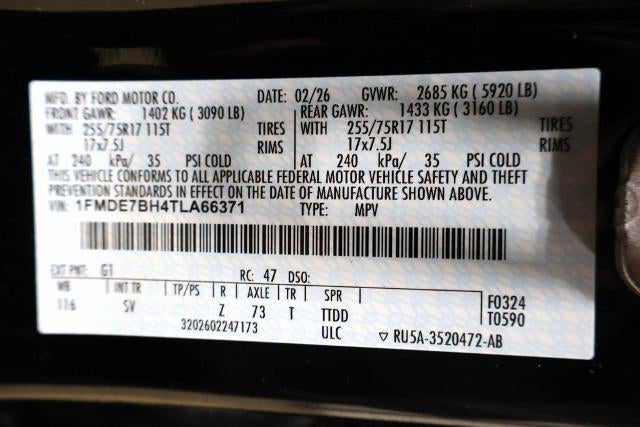 MFD. BY FORD MOTOR CO. DATE: 02/26 GVWR: 2685 KG ( 5920 LB)
FRONT GAWR: 1402 KG ( 3090 LB) REAR GAWR: 1433 KG ( 3160 LB)
WITH 255/75R17 115T TIRES WITH 255/75R17 115T TIRES
17x7.5J RIMS 17x7.5J RIMS
AT 240 kPa/ 35 PSI COLD AT 240 kPa/ 35 PSI COLD
THIS VEHICLE CONFORMS TO ALL APPLICABLE FEDERAL MOTOR VEHICLE SAFETY AND THEFT
PREVENTION STANDARDS IN EFFECT ON THE DATE OF MANUFACTURE SHOWN ABOVE.
VIN: 1FMDE7BH4TLA66371 TYPE: MPV
EXT PNT: G1 RC: 47 DSO:
WB INT TR TP/PS R AXLE TR SPR F0324
116 SV Z 73 T TTDD T0590
3202602247173 ULC ▽ RU5A-3520472-AB